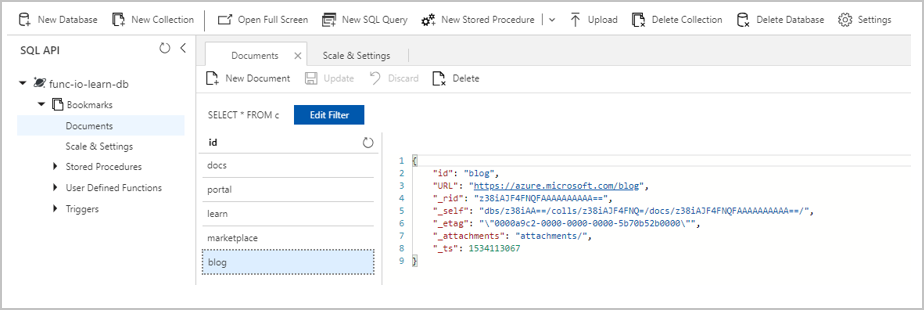 New Database New Collection Open Full Screen New SQL Query New Stored Procedure Upload Delete Collection Delete Database Settings
SQL API
func-io-learn-db
Bookmarks
Documents
Scale & Settings
Stored Procedures
User Defined Functions
Triggers
Documents Scale & Settings
New Document Update Discard Delete
SELECT * FROM c Edit Filter
id
docs
portal
learn
marketplace
blog
1 {
2 "id": "blog",
3 "URL": "https://azure.microsoft.com/blog",
4 "_rid": "z38iAJF4FNQFAAAAAAAAAA==",
5 "_self": "dbs/z38iAA==/colls/z38iAJF4FNQ=/docs/z38iAJF4FNQFAAAAAAAAAA==/",
6 "_etag": "\"0000a9c2-0000-0000-0000-5b70b52b0000\"",
7 "_attachments": "attachments/",
8 "_ts": 1534113067
9 }